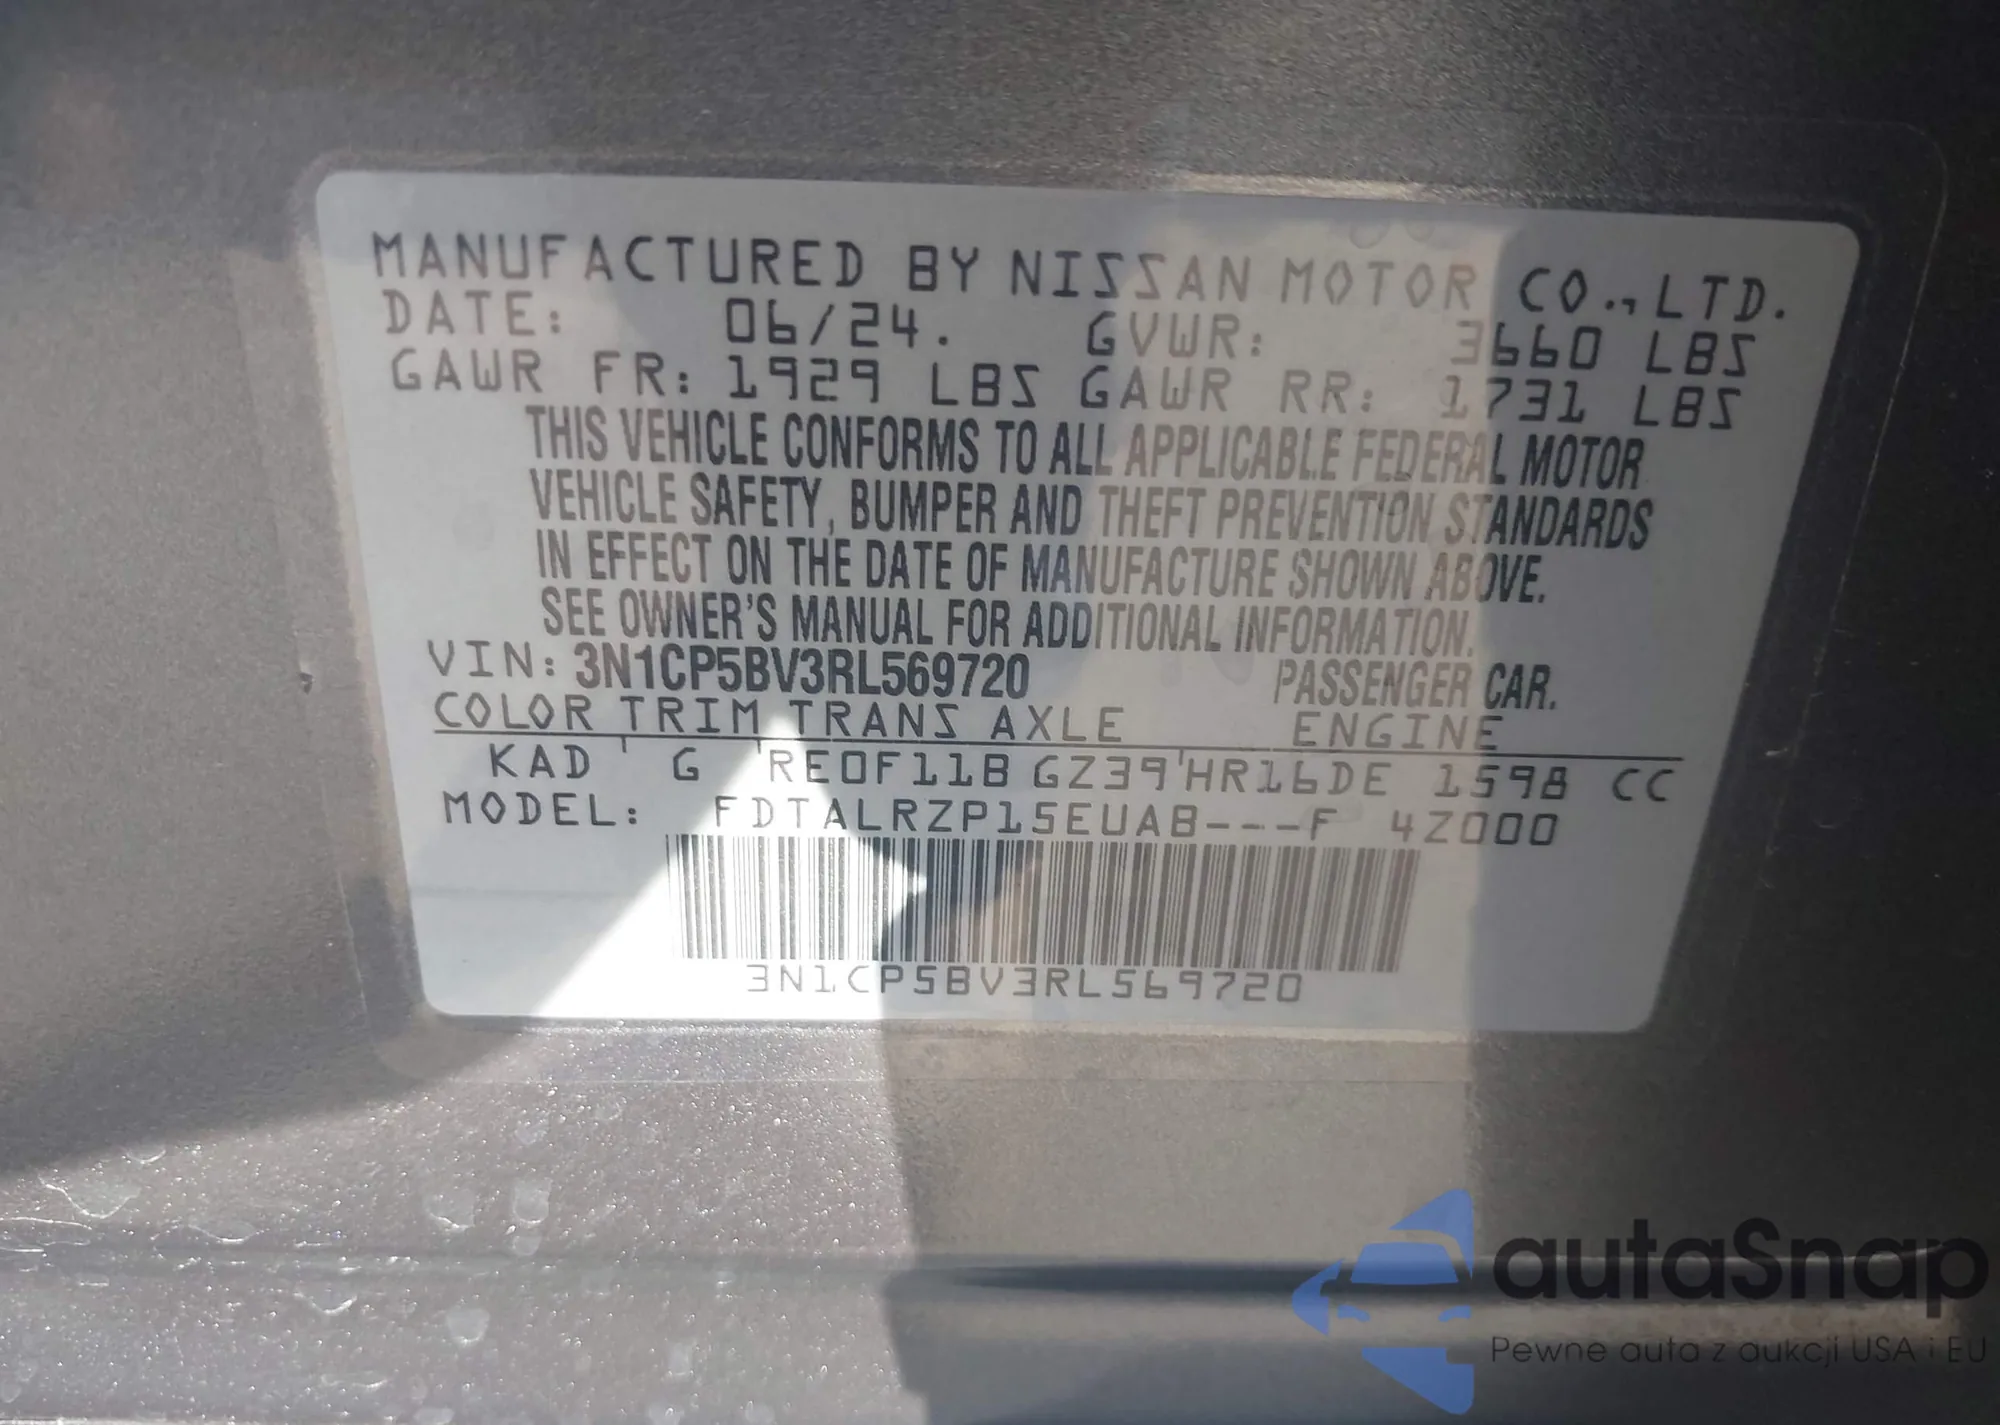 MANUFACTURED BY NISSAN MOTOR CO.,LTD.
DATE: 06/24. GVWR: 3660 LBS
GAWR FR: 1929 LBS GAWR RR: 1731 LBS
THIS VEHICLE CONFORMS TO ALL APPLICABLE FEDERAL MOTOR
VEHICLE SAFETY, BUMPER AND THEFT PREVENTION STANDARDS
IN EFFECT ON THE DATE OF MANUFACTURE SHOWN ABOVE.
SEE OWNER'S MANUAL FOR ADDITIONAL INFORMATION.
VIN: 3N1CP5BV3RL569720 PASSENGER CAR.
COLOR TRIM TRANS AXLE ENGINE
KAD G RE0F11B GZ39 HR16DE 1598 CC
MODEL: FDTALRZP15EUAB---F 4Z000
3N1CP5BV3RL569720
autaSnap
Pewne auta z aukcji USA i EU